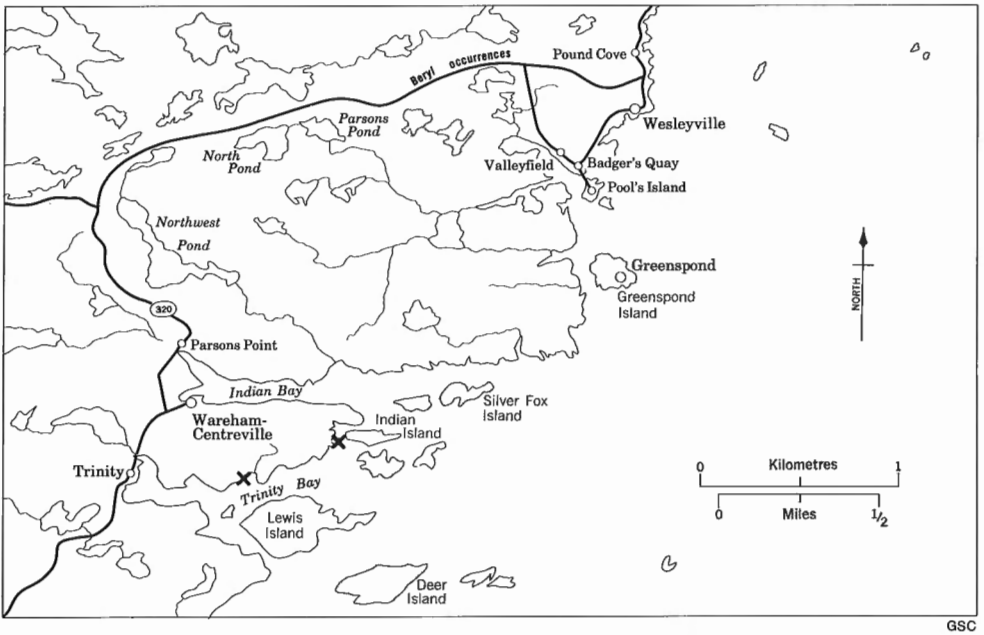 Pound Cove
Beryl occurrences
Wesleyville
Parsons
Pond
North
Pond
Valleyfield
Badger's Quay
Pool's Island
Northwest
Pond
Greenspond
Greenspond
Island
NORTH
320
Parsons Point
Indian Bay
Silver Fox
Island
Wareham-
Centreville
Indian
Island
Trinity
Trinity Bay
Lewis
Island
Deer
Island
0 Kilometres 1
0 Miles 1/2
GSC